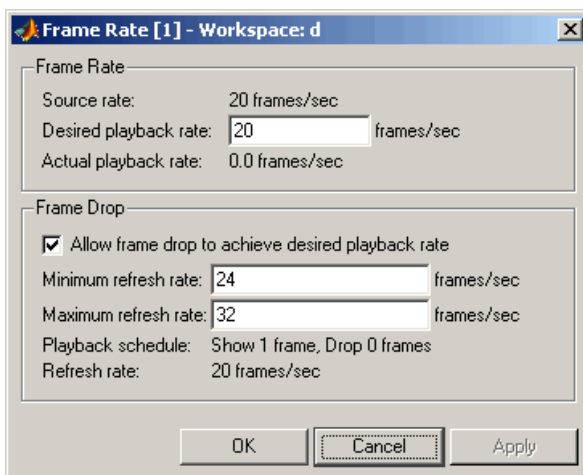 Frame Rate [1] - Workspace: d
Frame Rate
Source rate: 20 frames/sec
Desired playback rate: 20 frames/sec
Actual playback rate: 0.0 frames/sec
Frame Drop
Allow frame drop to achieve desired playback rate
Minimum refresh rate: 24 frames/sec
Maximum refresh rate: 32 frames/sec
Playback schedule: Show 1 frame, Drop 0 frames
Refresh rate: 20 frames/sec
OK Cancel Apply